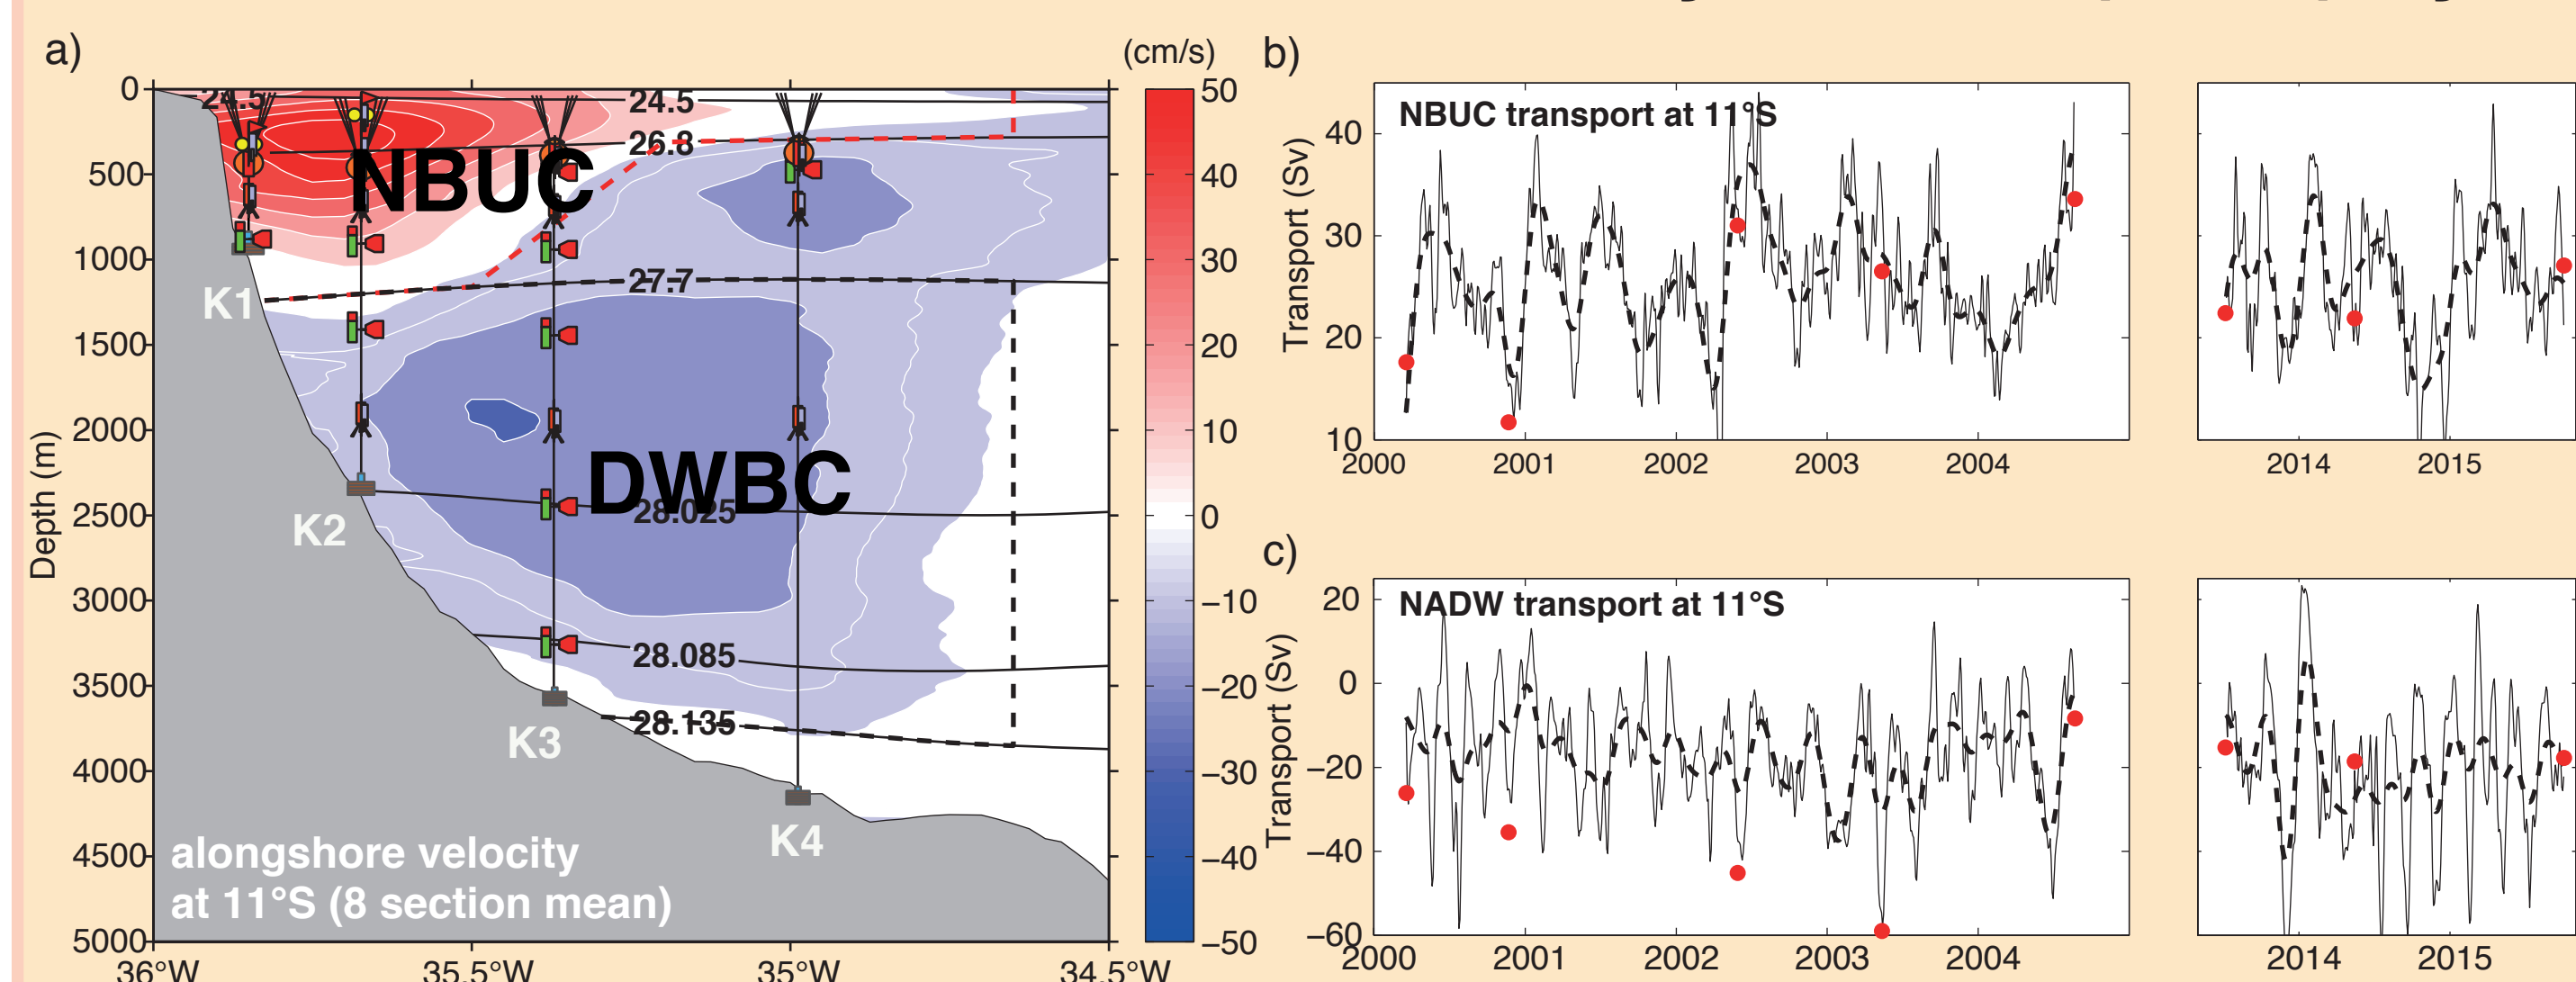 a)
(cm/s)
0
500
1000
1500
2000
2500
3000
3500
4000
4500
5000
Depth (m)
36°W
35.5°W
35°W
34.5°W
24.5
24.5
26.8
NBUC
27.7
K1
DWBC
28.025
K2
28.085
28.135
K3
K4
alongshore velocity
at 11°S (8 section mean)
50
40
30
20
10
0
−10
−20
−30
−40
−50
b)
NBUC transport at 11°S
Transport (Sv)
40
30
20
10
2000
2001
2002
2003
2004
2014
2015
c)
NADW transport at 11°S
Transport (Sv)
20
0
−20
−40
−60
2000
2001
2002
2003
2004
2014
2015